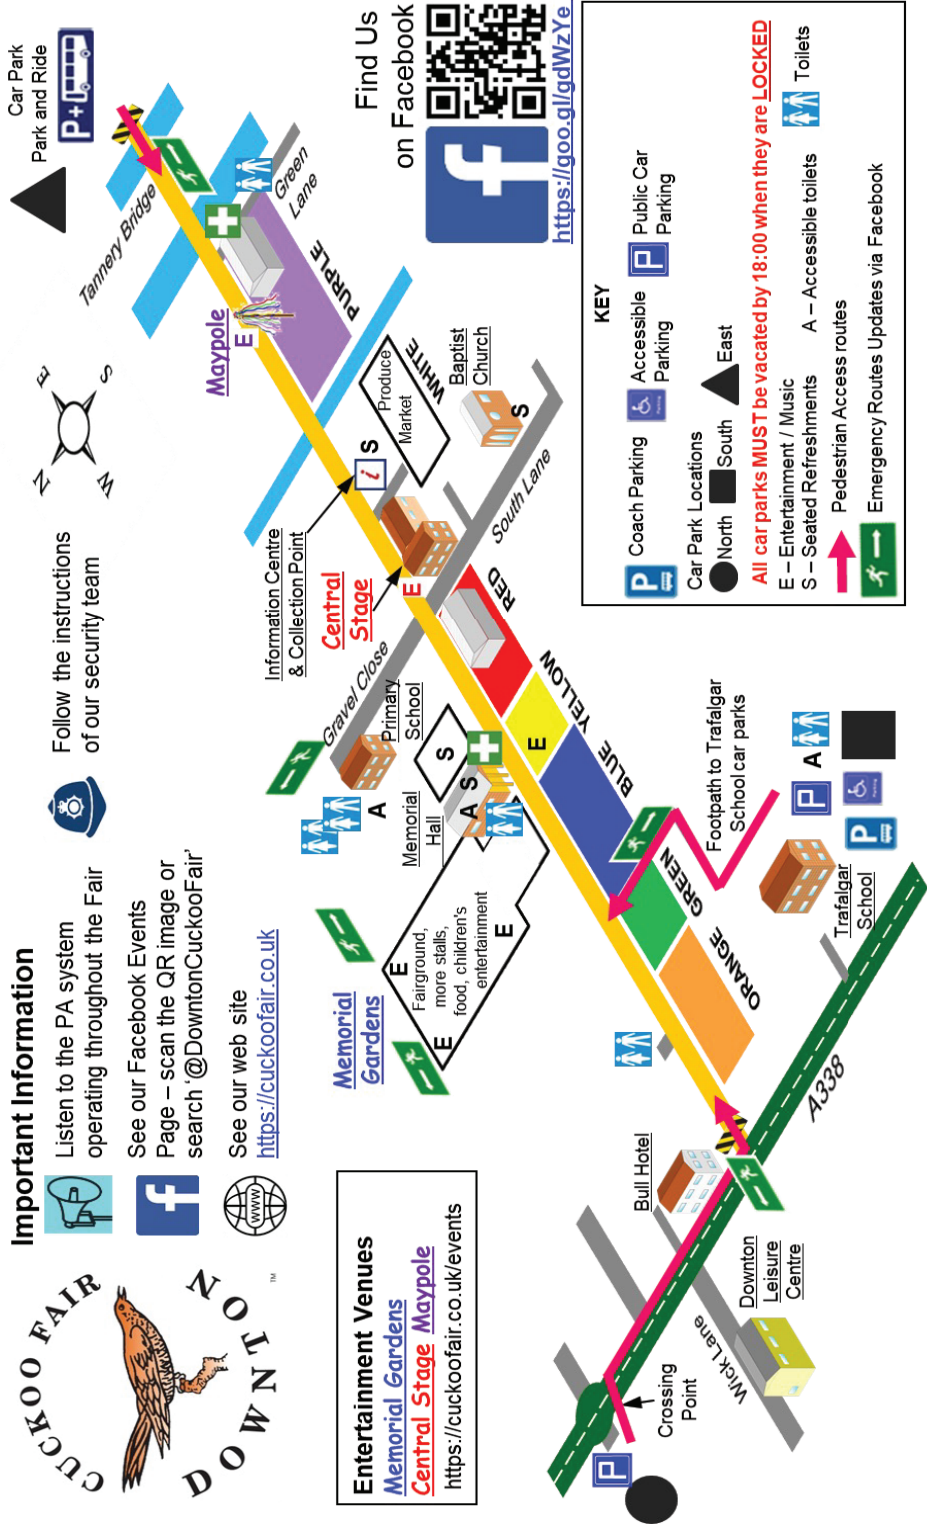 CUCKOO FAIR
DOWNTON
TM
Important Information
Listen to the PA system
operating throughout the Fair
See our Facebook Events
Page – scan the QR image or
search ‘@DowntonCuckooFair’
www
See our web site
https://cuckoofair.co.uk
Follow the instructions
of our security team
N
E
S
W
Car Park
Park and Ride
P+
Entertainment Venues
Memorial Gardens
Central Stage Maypole
https://cuckoofair.co.uk/events
Memorial
Gardens
E
E
E
Fairground,
more stalls,
food, children's
entertainment
Memorial
Hall
A S
S
A
Primary
School
Gravel Close
Information Centre
& Collection Point
Central
Stage
E
i
S
Maypole
E
Tannery Bridge
Green
Lane
PURPLE
WHITE
Produce
Market
Baptist
Church
S
South Lane
RED
YELLOW
E
BLUE
GREEN
ORANGE
Footpath to Trafalgar
School car parks
Trafalgar
School
A
P
P
Parking
A338
Bull Hotel
Downton
Leisure
Centre
Wick Lane
Crossing
Point
P
Find Us
on Facebook
https://goo.gl/gdWzYe
KEY
P
Coach Parking
Parking
Accessible
Parking
P
Public Car
Parking
Car Park Locations
North
South
East
All car parks MUST be vacated by 18:00 when they are LOCKED
E – Entertainment / Music
S – Seated Refreshments
A – Accessible toilets
Toilets
Pedestrian Access routes
Emergency Routes Updates via Facebook